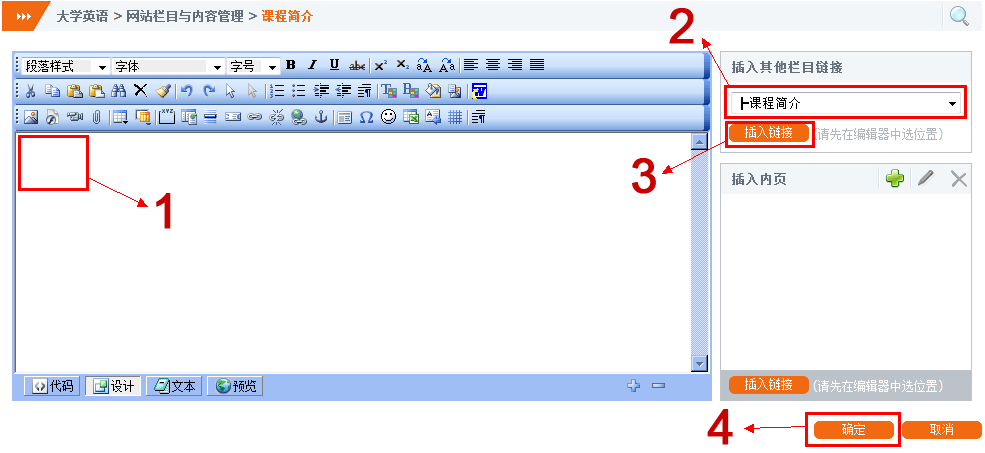 大学英语 > 网站栏目与内容管理 > 课程简介
2
段落样式 字体 字号 B I U abc x² x₂
插入其他栏目链接
├课程简介
插入链接 (请先在编辑器中选位置)
3
1
插入内页
代码 设计 文本 预览
插入链接 (请先在编辑器中选位置)
4
确定 取消